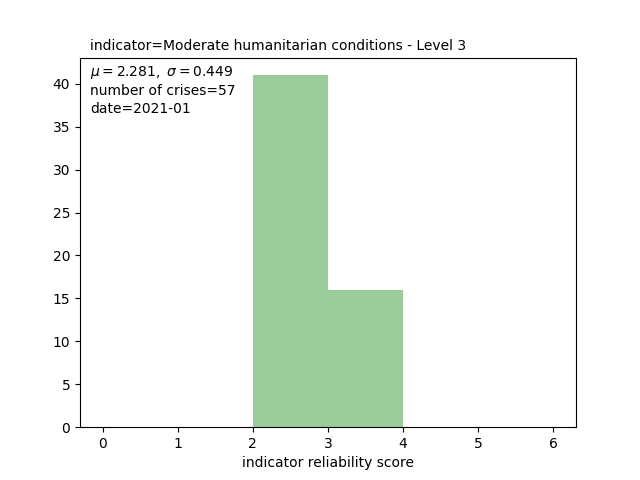 indicator=Moderate humanitarian conditions - Level 3
μ = 2.281, σ = 0.449
number of crises=57
date=2021-01
40
35
30
25
20
15
10
5
0
0 1 2 3 4 5 6
indicator reliability score